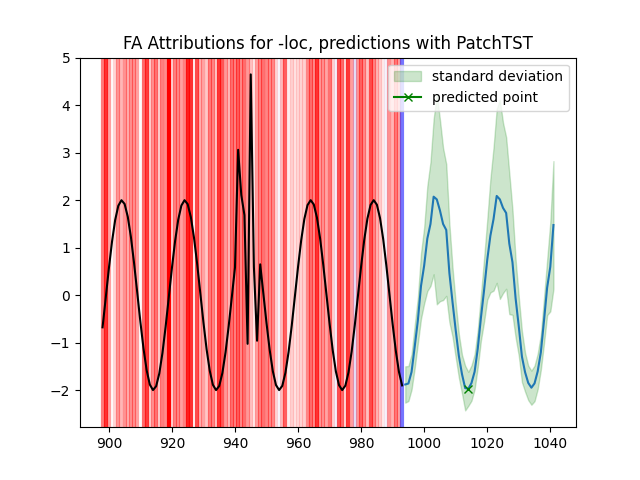 FA Attributions for -loc, predictions with PatchTST
5
4
3
2
1
0
−1
−2
standard deviation
predicted point
900 920 940 960 980 1000 1020 1040